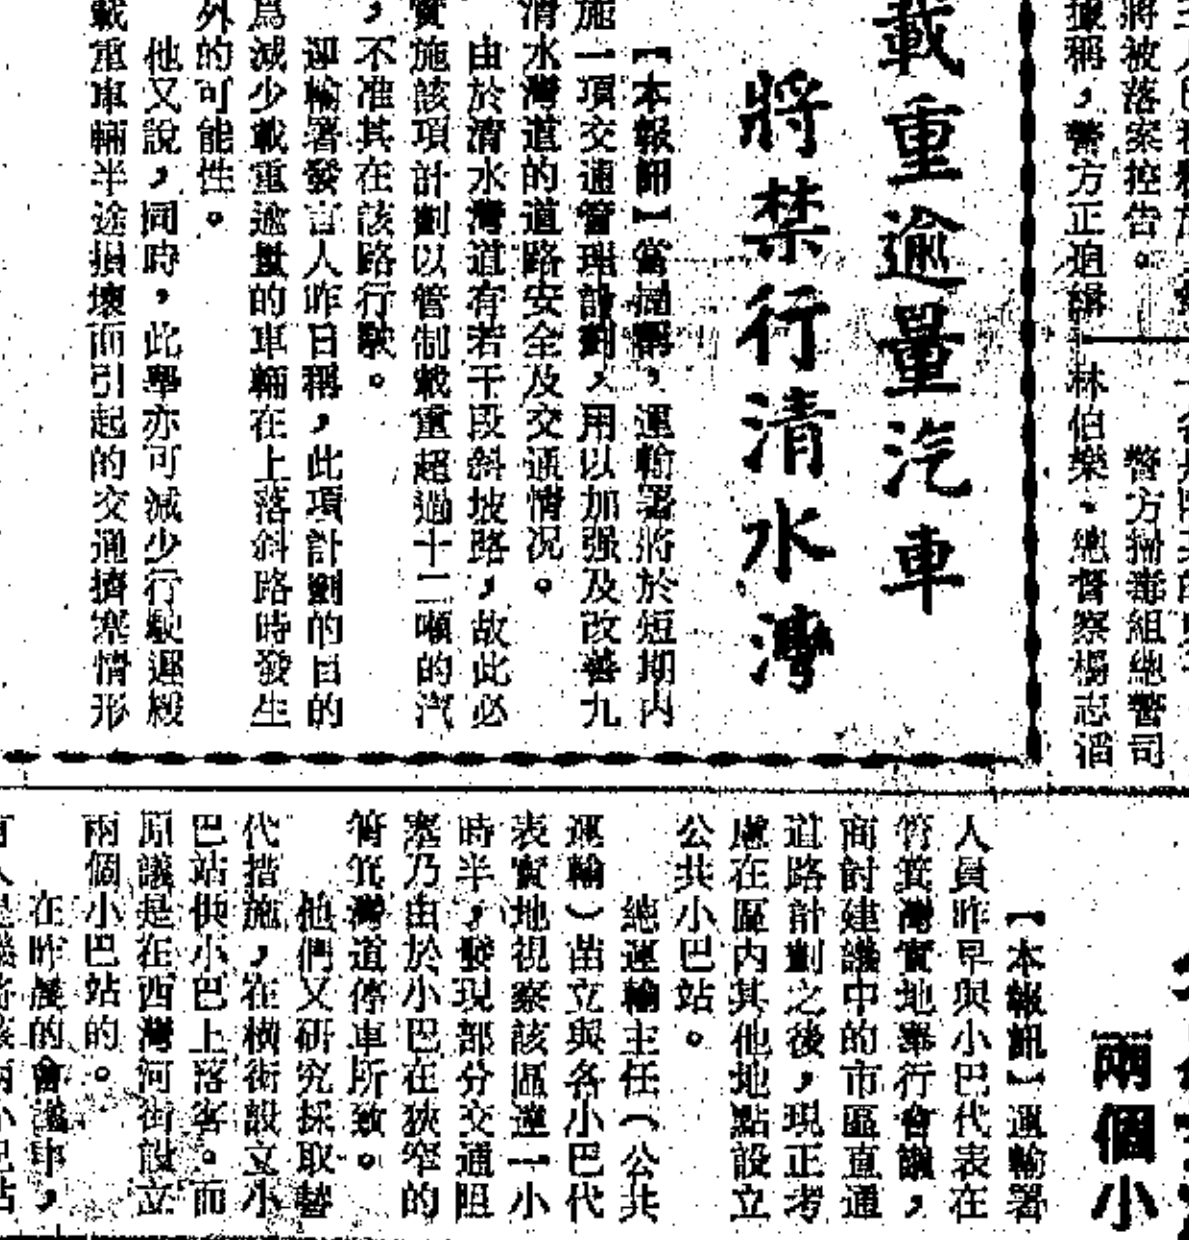 將被落案控告。
警方掃毒組總警司
據稱，警方正追緝
林伯樂、總督察楊志滔
載重逾量汽車
將禁行清水灣
【本報訊】當局稱，運輸署將於短期內
施一項交通管理計劃，用以加强及改善九
清水灣道的道路安全及交通情况。
由於清水灣道有若干段斜坡路，故此必
實施該項計劃以管制載重超過十二噸的汽
，不准其在該路行駛。
運輸署發言人昨日稱，此項計劃的目的
爲減少載重逾量的車輛在上落斜路時發生
外的可能性。
他又說，同時，此舉亦可減少行駛遲緩
載重車輛半途損壞而引起的交通擠塞情形
兩個小
【本報訊】運輸署
人員昨早與小巴代表在
筲箕灣實地舉行會議，
商討建議中的市區直通
道路計劃之後，現正考
慮在區內其他地點設立
公共小巴站。
總運輸主任（公共
運輸）苗立與各小巴代
表實地視察該區達一小
時半，發現部分交通阻
塞乃由於小巴在狹窄的
筲箕灣道停車所致。
他們又研究採取替
代措施，在橫街設立小
巴站供小巴上落客。而
原議是在西灣河街設立
兩個小巴站的。
在昨晨的會議中，